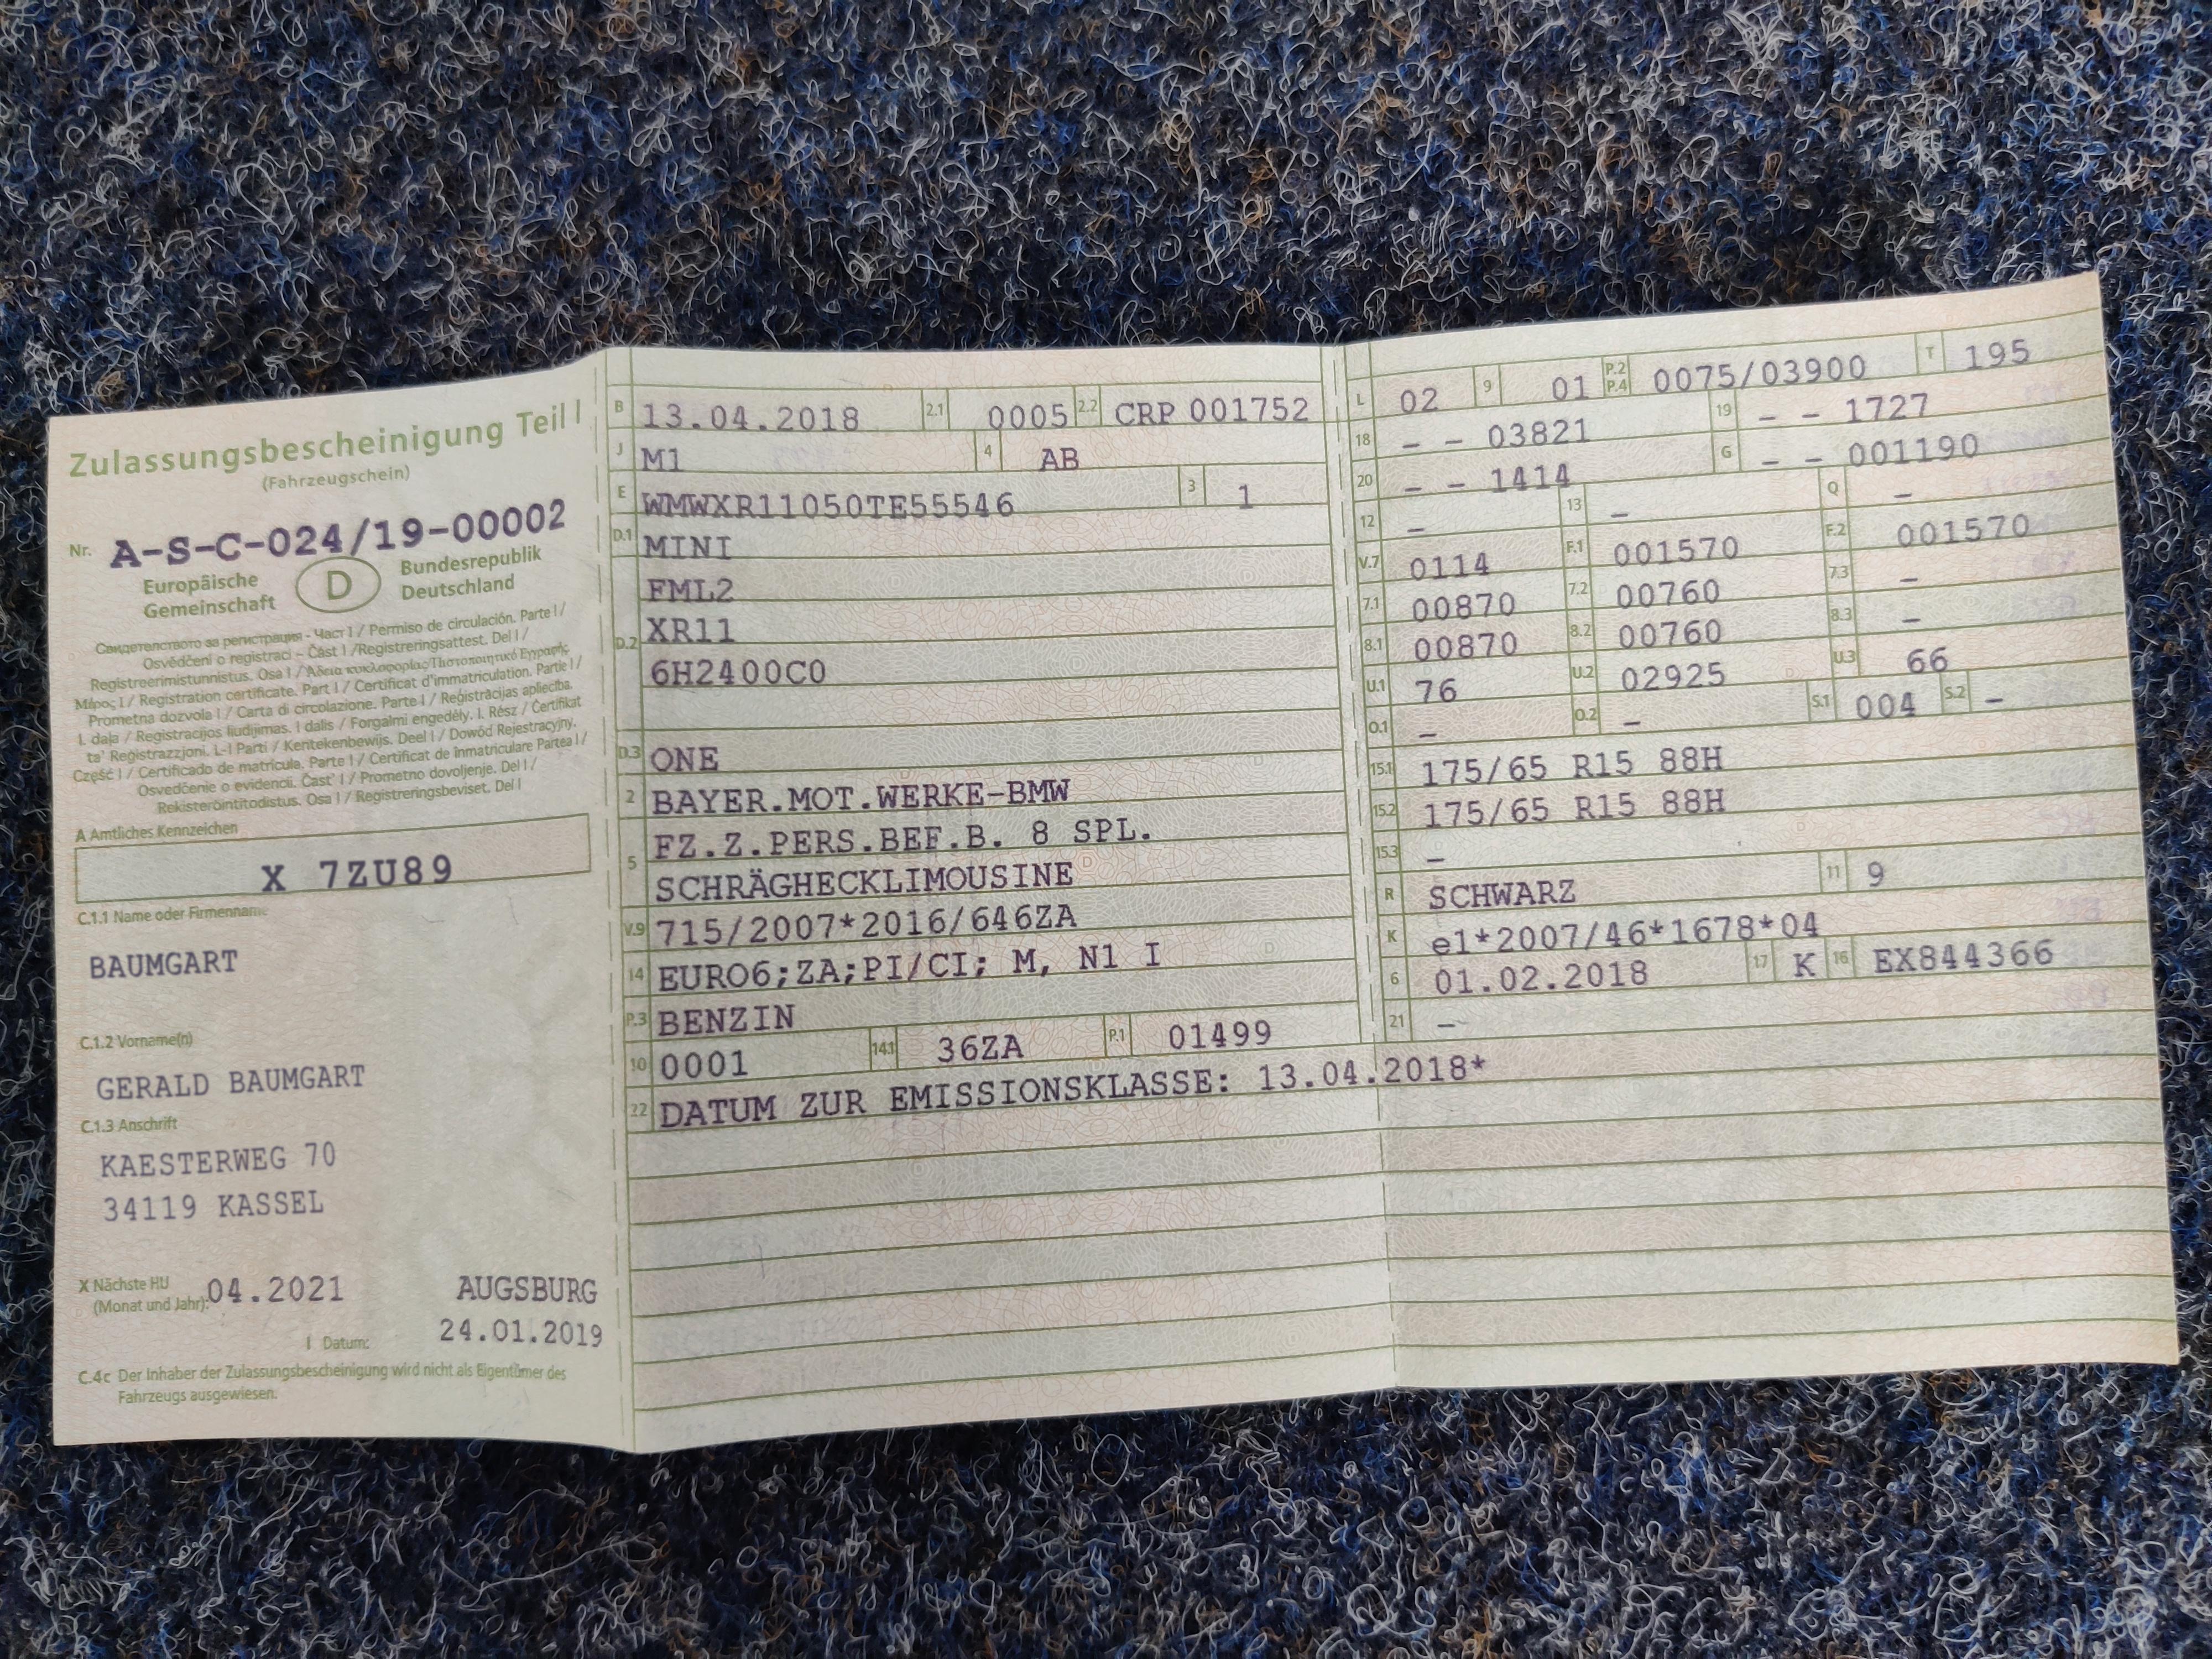 Zulassungsbescheinigung Teil I
(Fahrzeugschein)
Nr. A-S-C-024/19-00002
Europäische Gemeinschaft D Bundesrepublik Deutschland
Свидетелството за регистрация - Част I / Permiso de circulación. Parte I /
Osvědčení o registraci – Část I /Registreringsattest. Del I /
Registreerimistunnistus. Osa I / Άδεια κυκλοφορίας/Πιστοποιητικό Εγγραφής
Μέρος I / Registration certificate. Part I / Certificat d'immatriculation. Partie I /
Prometna dozvola I / Carta di circolazione. Parte I / Reģistrācijas apliecība.
I. daļa / Registracijos liudijimas. I dalis / Forgalmi engedély. I. Rész / Ċertifikat
ta' Reġistrazzjoni. L-I Parti / Kentekenbewijs. Deel I / Dowód Rejestracyjny.
Część I / Certificado de matrícula. Parte I / Certificat de înmatriculare Partea I /
Osvedčenie o evidencii. Časť I / Prometno dovoljenje. Del I /
Rekisteröintitodistus. Osa I / Registreringsbeviset. Del I
A Amtliches Kennzeichen
X 7ZU89
C.1.1 Name oder Firmenname
BAUMGART
C.1.2 Vorname(n)
GERALD BAUMGART
C.1.3 Anschrift
KAESTERWEG 70
34119 KASSEL
X Nächste HU
(Monat und Jahr): 04.2021 AUGSBURG
I Datum: 24.01.2019
C.4c Der Inhaber der Zulassungsbescheinigung wird nicht als Eigentümer des
Fahrzeugs ausgewiesen.
B 13.04.2018 2.1 0005 2.2 CRP 001752
J M1 4 AB
E WMWXR11050TE55546 3 1
D.1 MINI
FML2
D.2 XR11
6H2400C0
D.3 ONE
2 BAYER.MOT.WERKE-BMW
5 FZ.Z.PERS.BEF.B. 8 SPL.
SCHRÄGHECKLIMOUSINE
V.9 715/2007*2016/646ZA
14 EURO6;ZA;PI/CI; M, N1 I
P.3 BENZIN
10 0001 14.1 36ZA P.1 01499
22 DATUM ZUR EMISSIONSKLASSE: 13.04.2018*
L 02 9 01 P.2 P.4 0075/03900 T 195
18 – – 03821 19 – – 1727
20 – – 1414 G – – 001190
12 – 13 – Q –
V.7 0114 F.1 001570 F.2 001570
7.1 00870 7.2 00760 7.3 –
8.1 00870 8.2 00760 8.3 –
U.1 76 U.2 02925 U.3 66
O.1 – O.2 – S.1 004 S.2 –
15.1 175/65 R15 88H
15.2 175/65 R15 88H
15.3 –
R SCHWARZ 11 9
K e1*2007/46*1678*04
6 01.02.2018 17 K 16 EX844366
21 –